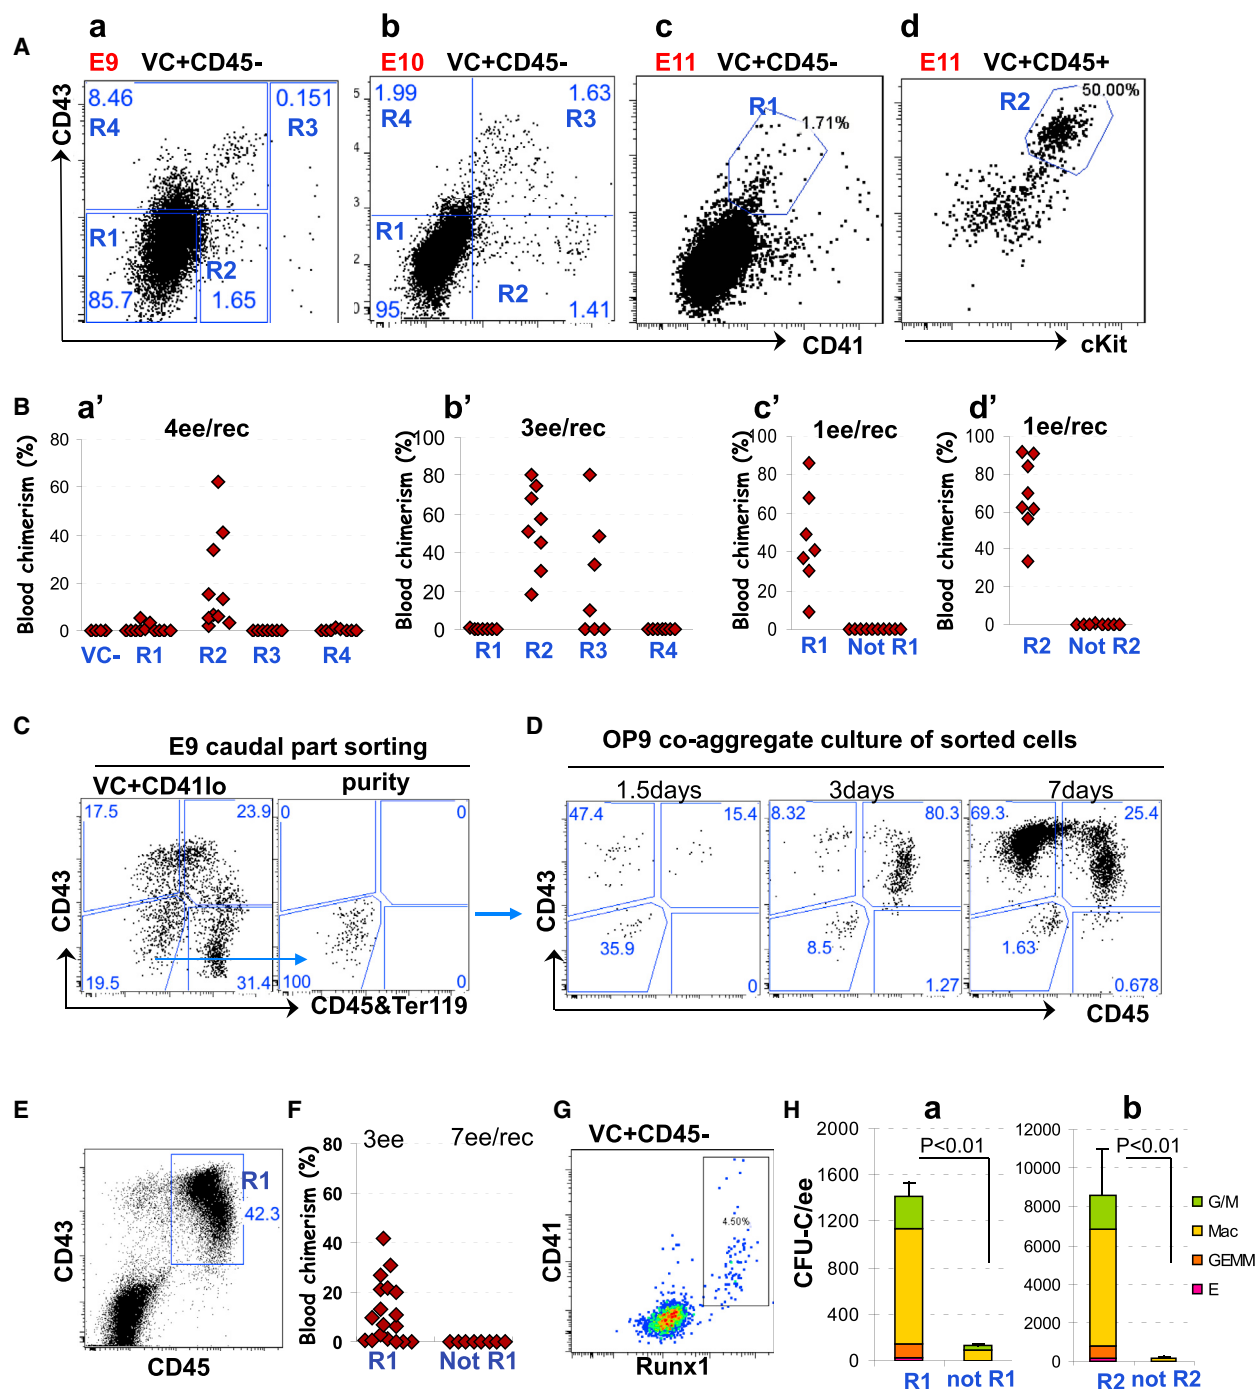 A
a
b
c
d
E9 VC+CD45-
E10 VC+CD45-
E11 VC+CD45-
E11 VC+CD45+
CD43
8.46
R4
0.151
R3
R1
R2
85.7
1.65
5
4
3
2
1
0
1.99
R4
1.63
R3
R1
R2
95
1.41
R1
1.71%
R2
50.00%
CD41
cKit
B
a'
b'
c'
d'
4ee/rec
3ee/rec
1ee/rec
1ee/rec
Blood chimerism (%)
80
60
40
20
0
VC- R1 R2 R3 R4
Blood chimerism (%)
100
80
60
40
20
0
R1 R2 R3 R4
Blood chimerism (%)
100
80
60
40
20
0
R1 Not R1
Blood chimerism (%)
100
80
60
40
20
0
R2 Not R2
C
E9 caudal part sorting
VC+CD41lo
purity
CD43
17.5
23.9
19.5
31.4
0
0
100
0
CD45&Ter119
D
OP9 co-aggregate culture of sorted cells
1.5days
3days
7days
CD43
47.4
15.4
35.9
0
8.32
80.3
8.5
1.27
69.3
25.4
1.63
0.678
CD45
E
CD43
R1
42.3
CD45
F
3ee
7ee/rec
Blood chimerism (%)
80
60
40
20
0
R1 Not R1
G
VC+CD45-
CD41
4.50%
Runx1
H
a
b
CFU-C/ee
2000
1600
1200
800
400
0
P<0.01
R1 not R1
12000
10000
8000
6000
4000
2000
0
P<0.01
R2 not R2
G/M
Mac
GEMM
E